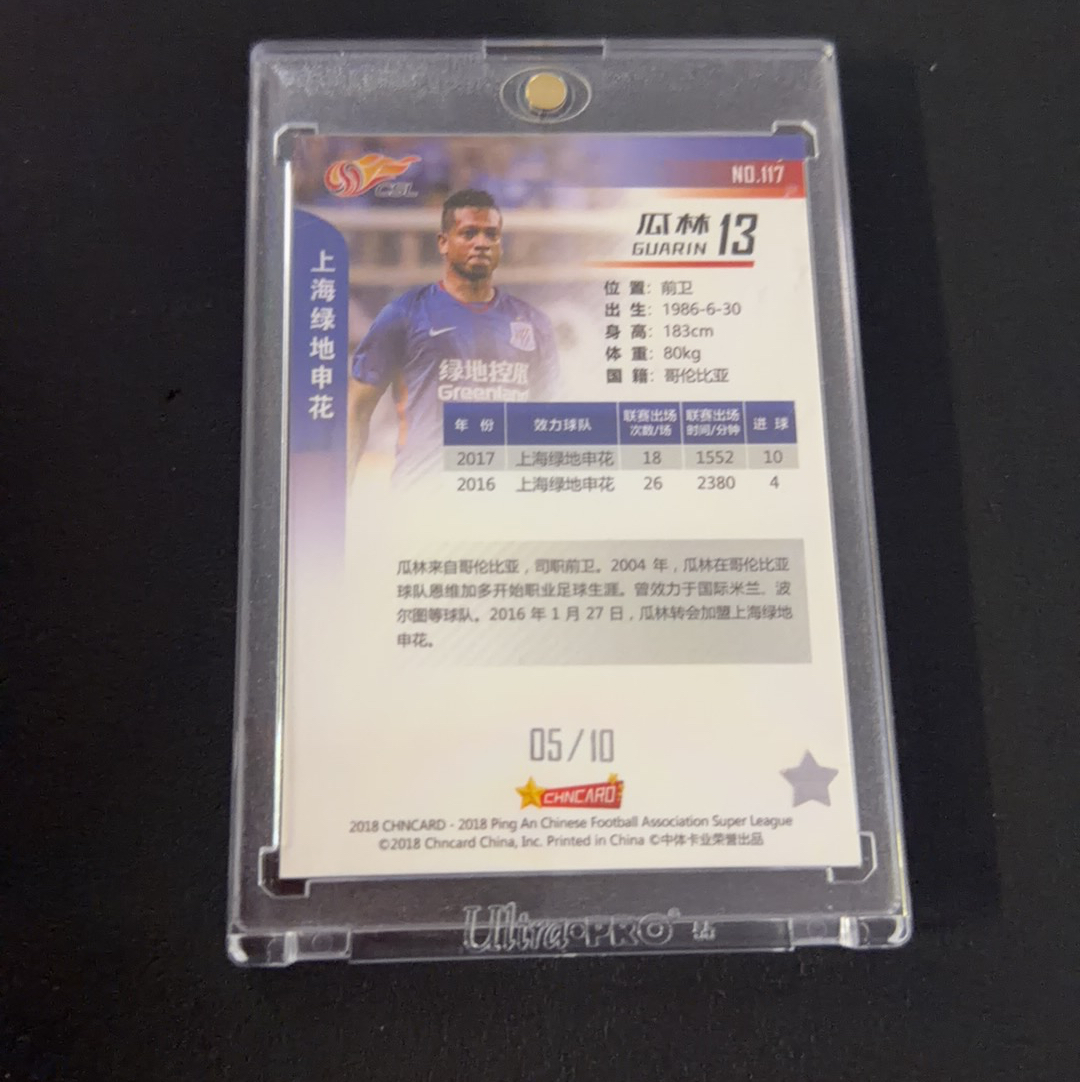 CSL
NO.117
上海绿地申花
瓜林 13
GUARIN
位 置：前卫
出 生：1986-6-30
身 高：183cm
体 重：80kg
国 籍：哥伦比亚
绿地控股
Greenland
年 份 效力球队 联赛出场次数/场 联赛出场时间/分钟 进 球
2017 上海绿地申花 18 1552 10
2016 上海绿地申花 26 2380 4
瓜林来自哥伦比亚，司职前卫。2004 年，瓜林在哥伦比亚
球队恩维加多开始职业足球生涯。曾效力于国际米兰、波
尔图等球队。2016 年 1 月 27 日，瓜林转会加盟上海绿地
申花。
05/10
CHNCARD
2018 CHNCARD - 2018 Ping An Chinese Football Association Super League
©2018 Chncard China, Inc. Printed in China ©中体卡业荣誉出品
Ultra•PRO®